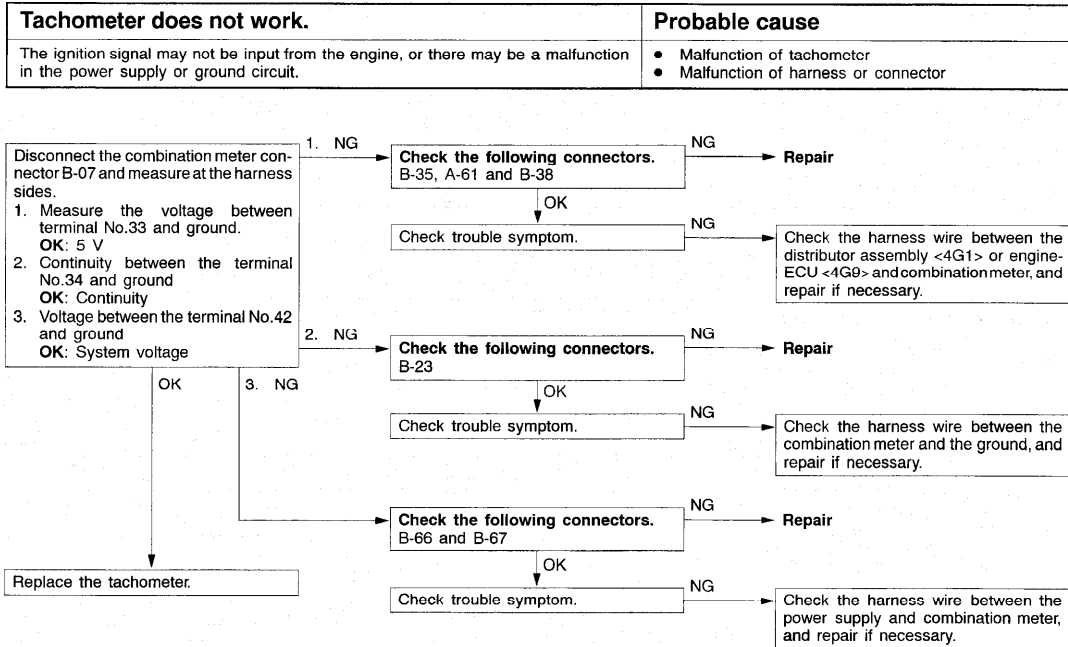 Tachometer does not work.
Probable cause
The ignition signal may not be input from the engine, or there may be a malfunction
in the power supply or ground circuit.
● Malfunction of tachometer
● Malfunction of harness or connector
Disconnect the combination meter con-
nector B-07 and measure at the harness
sides.
1. Measure the voltage between
terminal No.33 and ground.
OK: 5 V
2. Continuity between the terminal
No.34 and ground
OK: Continuity
3. Voltage between the terminal No.42
and ground
OK: System voltage
1. NG
Check the following connectors.
B-35, A-61 and B-38
NG
Repair
OK
Check trouble symptom.
NG
Check the harness wire between the
distributor assembly <4G1> or engine-
ECU <4G9> and combination meter, and
repair if necessary.
2. NG
Check the following connectors.
B-23
NG
Repair
OK
Check trouble symptom.
NG
Check the harness wire between the
combination meter and the ground, and
repair if necessary.
OK
3. NG
Check the following connectors.
B-66 and B-67
NG
Repair
OK
Check trouble symptom.
NG
Check the harness wire between the
power supply and combination meter,
and repair if necessary.
Replace the tachometer.